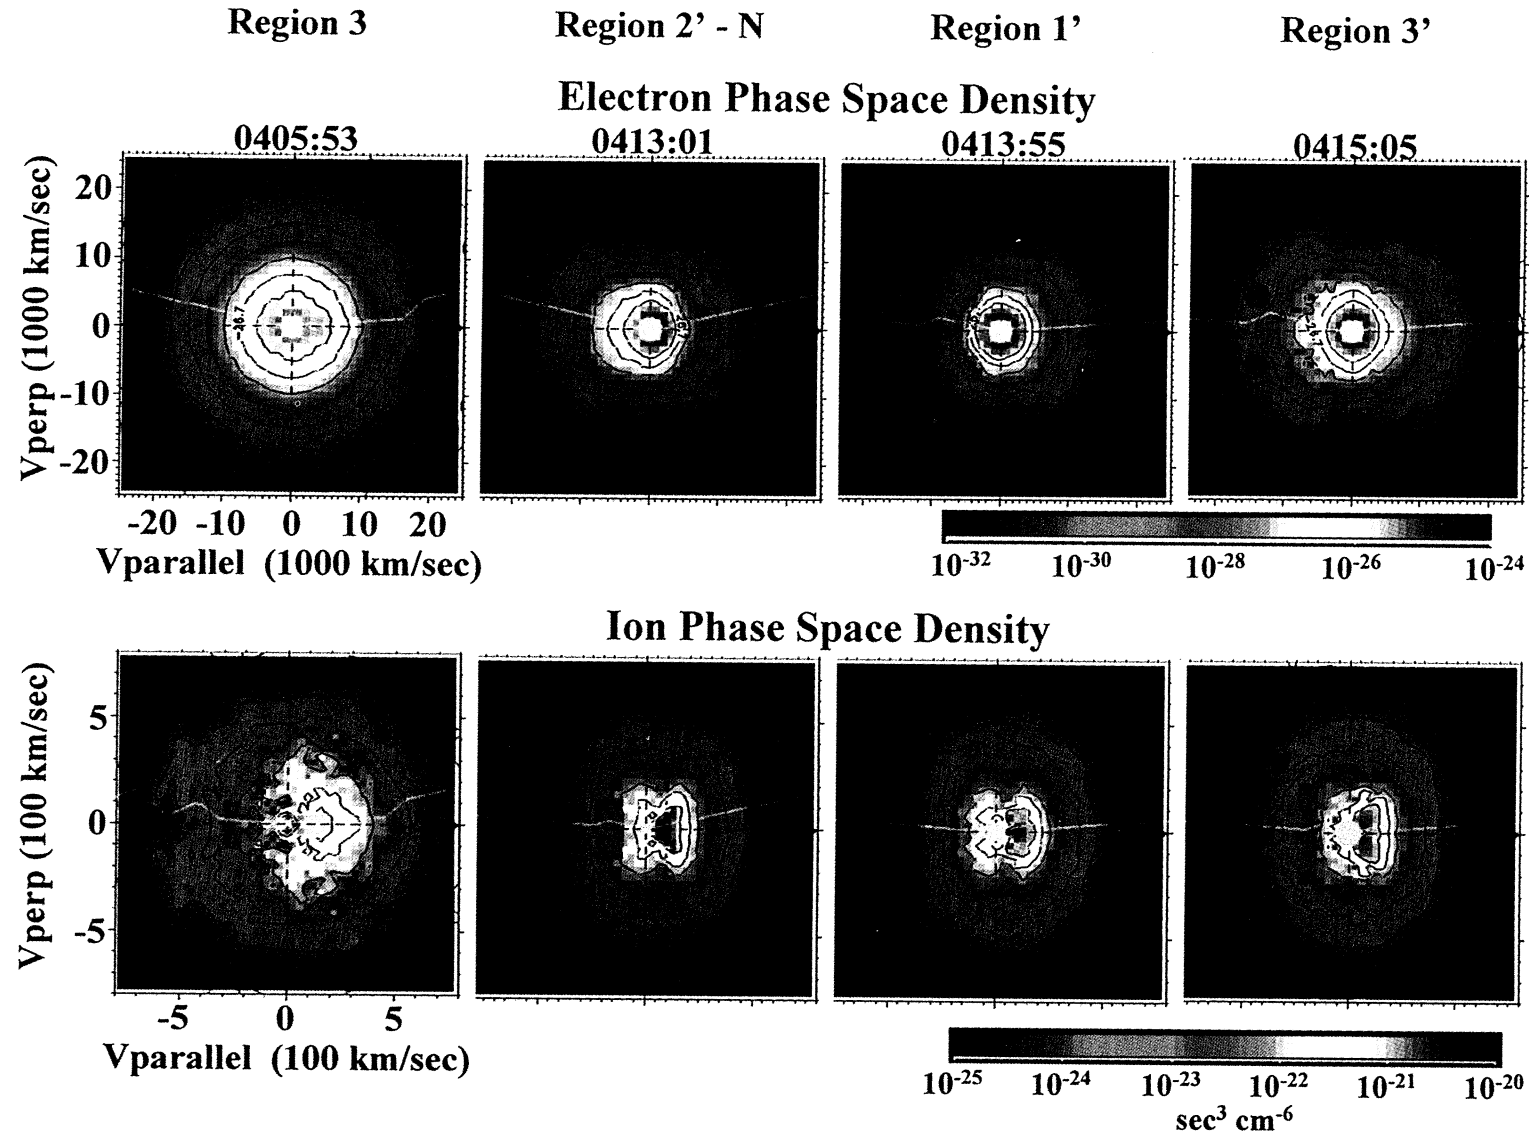 Region 3 Region 2’ - N Region 1’ Region 3’
Electron Phase Space Density
0405:53 0413:01 0413:55 0415:05
Vperp (1000 km/sec)
20
10
0
-10
-20
-20 -10 0 10 20
Vparallel (1000 km/sec)
10-32 10-30 10-28 10-26 10-24
Ion Phase Space Density
Vperp (100 km/sec)
5
0
-5
-5 0 5
Vparallel (100 km/sec)
10-25 10-24 10-23 10-22 10-21 10-20
sec3 cm-6